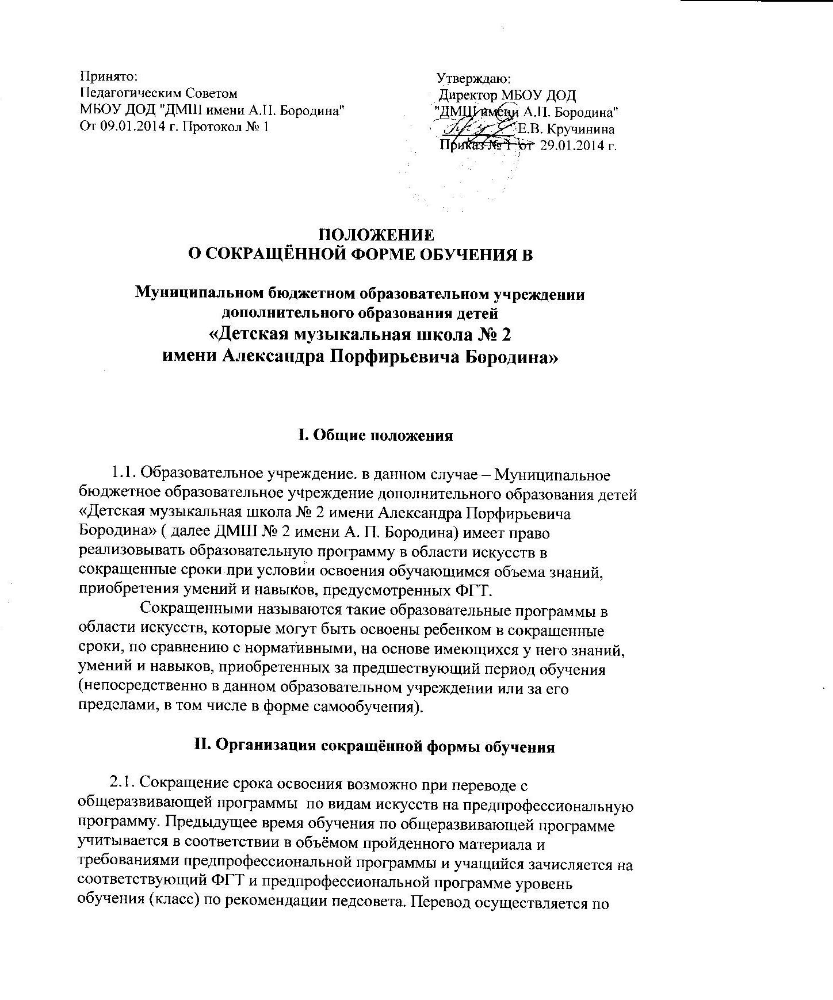 Принято:
Педагогическим Советом
МБОУ ДОД "ДМШ имени А.П. Бородина"
От 09.01.2014 г. Протокол № 1
Утверждаю:
Директор МБОУ ДОД
"ДМШ имени А.П. Бородина"
Е.В. Кручинина
Приказ № 1 от 29.01.2014 г.
ПОЛОЖЕНИЕ
О СОКРАЩЁННОЙ ФОРМЕ ОБУЧЕНИЯ В
Муниципальном бюджетном образовательном учреждении
дополнительного образования детей
«Детская музыкальная школа № 2
имени Александра Порфирьевича Бородина»
I. Общие положения
1.1. Образовательное учреждение. в данном случае – Муниципальное
бюджетное образовательное учреждение дополнительного образования детей
«Детская музыкальная школа № 2 имени Александра Порфирьевича
Бородина» ( далее ДМШ № 2 имени А. П. Бородина) имеет право
реализовывать образовательную программу в области искусств в
сокращенные сроки при условии освоения обучающимся объема знаний,
приобретения умений и навыков, предусмотренных ФГТ.
Сокращенными называются такие образовательные программы в
области искусств, которые могут быть освоены ребенком в сокращенные
сроки, по сравнению с нормативными, на основе имеющихся у него знаний,
умений и навыков, приобретенных за предшествующий период обучения
(непосредственно в данном образовательном учреждении или за его
пределами, в том числе в форме самообучения).
II. Организация сокращённой формы обучения
2.1. Сокращение срока освоения возможно при переводе с
общеразвивающей программы по видам искусств на предпрофессиональную
программу. Предыдущее время обучения по общеразвивающей программе
учитывается в соответствии в объёмом пройденного материала и
требованиями предпрофессиональной программы и учащийся зачисляется на
соответствующий ФГТ и предпрофессиональной программе уровень
обучения (класс) по рекомендации педсовета. Перевод осуществляется по